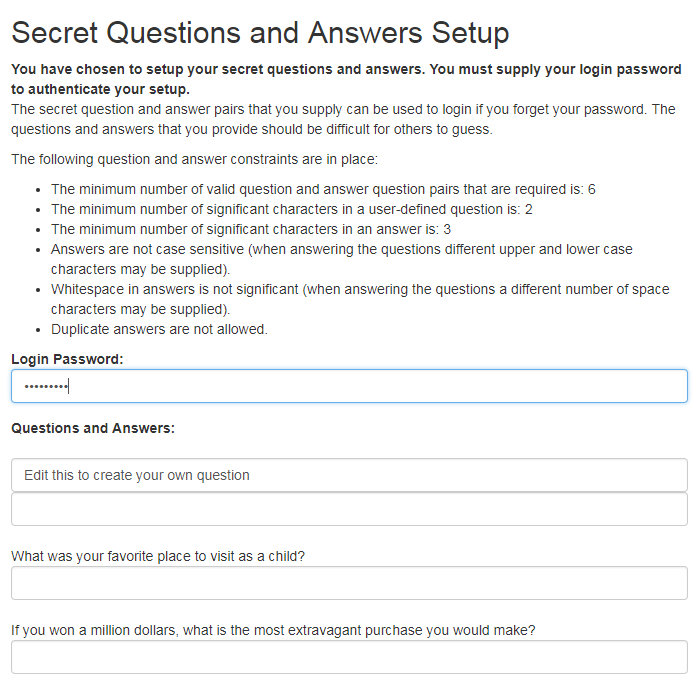 Secret Questions and Answers Setup
You have chosen to setup your secret questions and answers. You must supply your login password
to authenticate your setup.
The secret question and answer pairs that you supply can be used to login if you forget your password. The
questions and answers that you provide should be difficult for others to guess.
The following question and answer constraints are in place:
• The minimum number of valid question and answer question pairs that are required is: 6
• The minimum number of significant characters in a user-defined question is: 2
• The minimum number of significant characters in an answer is: 3
• Answers are not case sensitive (when answering the questions different upper and lower case
characters may be supplied).
• Whitespace in answers is not significant (when answering the questions a different number of space
characters may be supplied).
• Duplicate answers are not allowed.
Login Password:
•••••••••
Questions and Answers:
Edit this to create your own question
What was your favorite place to visit as a child?
If you won a million dollars, what is the most extravagant purchase you would make?